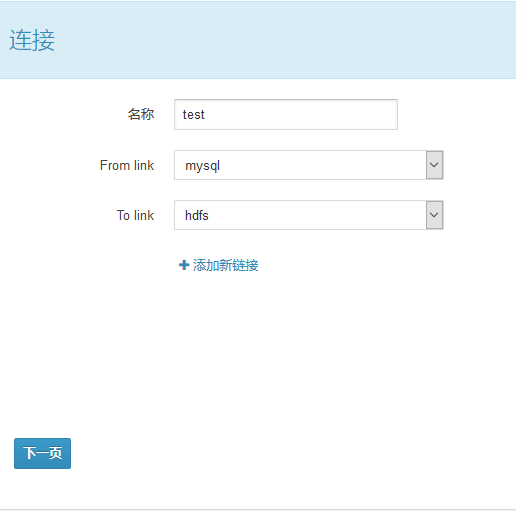 连接
名称 test
From link mysql
To link hdfs
添加新链接
下一页